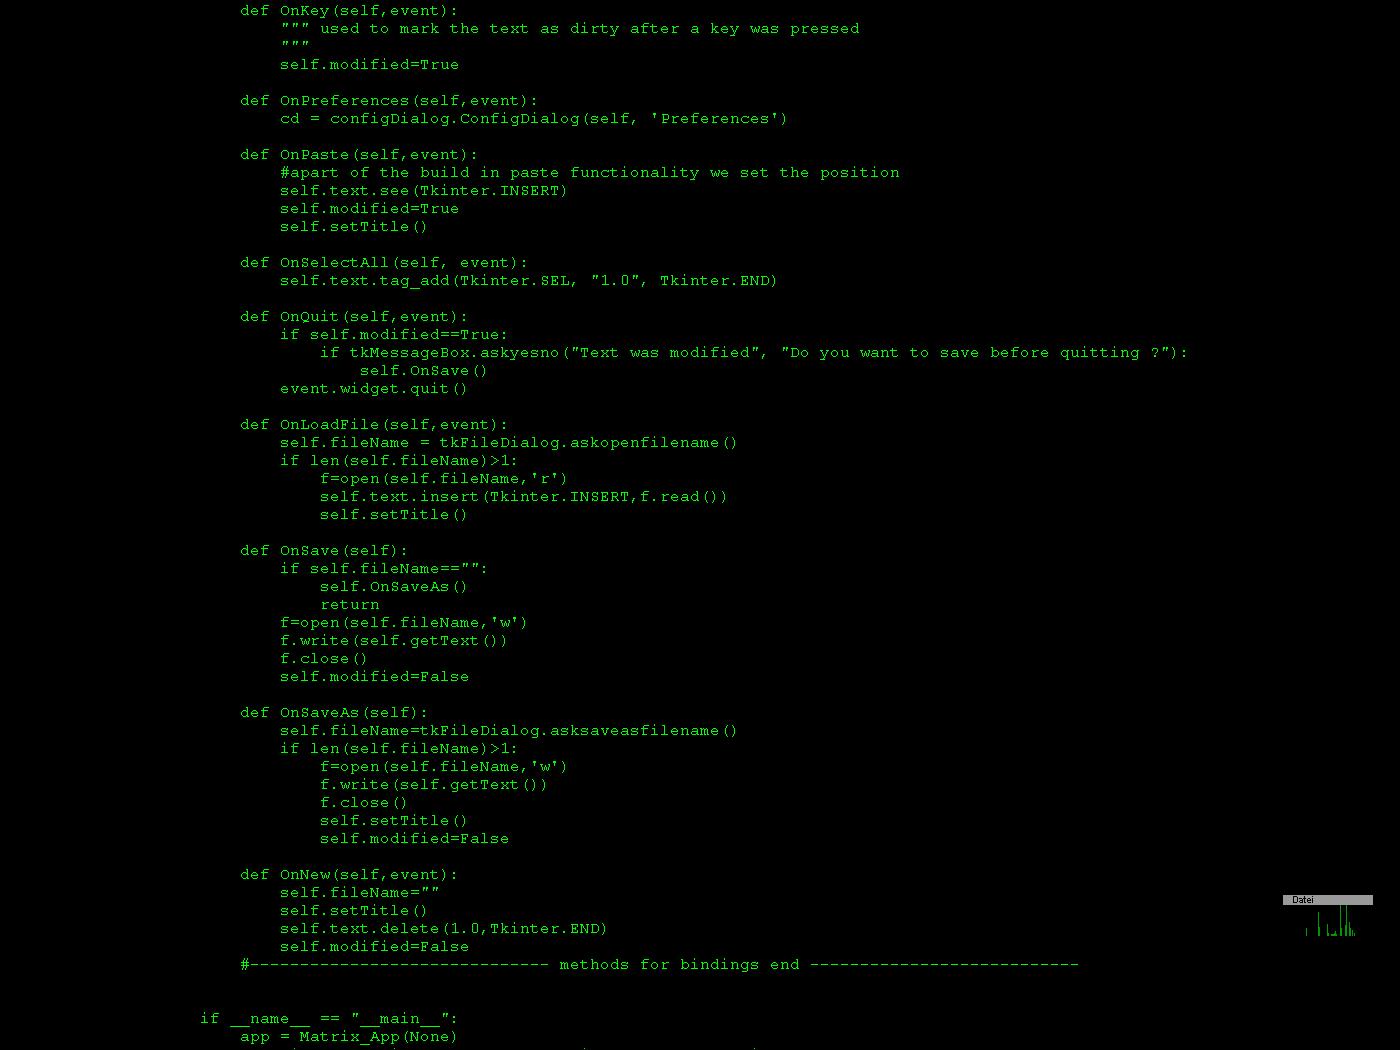 def OnKey(self,event):
    """ used to mark the text as dirty after a key was pressed
    """
    self.modified=True

def OnPreferences(self,event):
    cd = configDialog.ConfigDialog(self, 'Preferences')

def OnPaste(self,event):
    #apart of the build in paste functionality we set the position
    self.text.see(Tkinter.INSERT)
    self.modified=True
    self.setTitle()

def OnSelectAll(self, event):
    self.text.tag_add(Tkinter.SEL, "1.0", Tkinter.END)

def OnQuit(self,event):
    if self.modified==True:
        if tkMessageBox.askyesno("Text was modified", "Do you want to save before quitting ?"):
            self.OnSave()
    event.widget.quit()

def OnLoadFile(self,event):
    self.fileName = tkFileDialog.askopenfilename()
    if len(self.fileName)>1:
        f=open(self.fileName,'r')
        self.text.insert(Tkinter.INSERT,f.read())
        self.setTitle()

def OnSave(self):
    if self.fileName=="":
        self.OnSaveAs()
        return
    f=open(self.fileName,'w')
    f.write(self.getText())
    f.close()
    self.modified=False

def OnSaveAs(self):
    self.fileName=tkFileDialog.asksaveasfilename()
    if len(self.fileName)>1:
        f=open(self.fileName,'w')
        f.write(self.getText())
        f.close()
        self.setTitle()
        self.modified=False

def OnNew(self,event):
    self.fileName=""
    self.setTitle()
    self.text.delete(1.0,Tkinter.END)
    self.modified=False
#------------------------------ methods for bindings end ---------------------------

if __name__ == "__main__":
    app = Matrix_App(None)
Datei